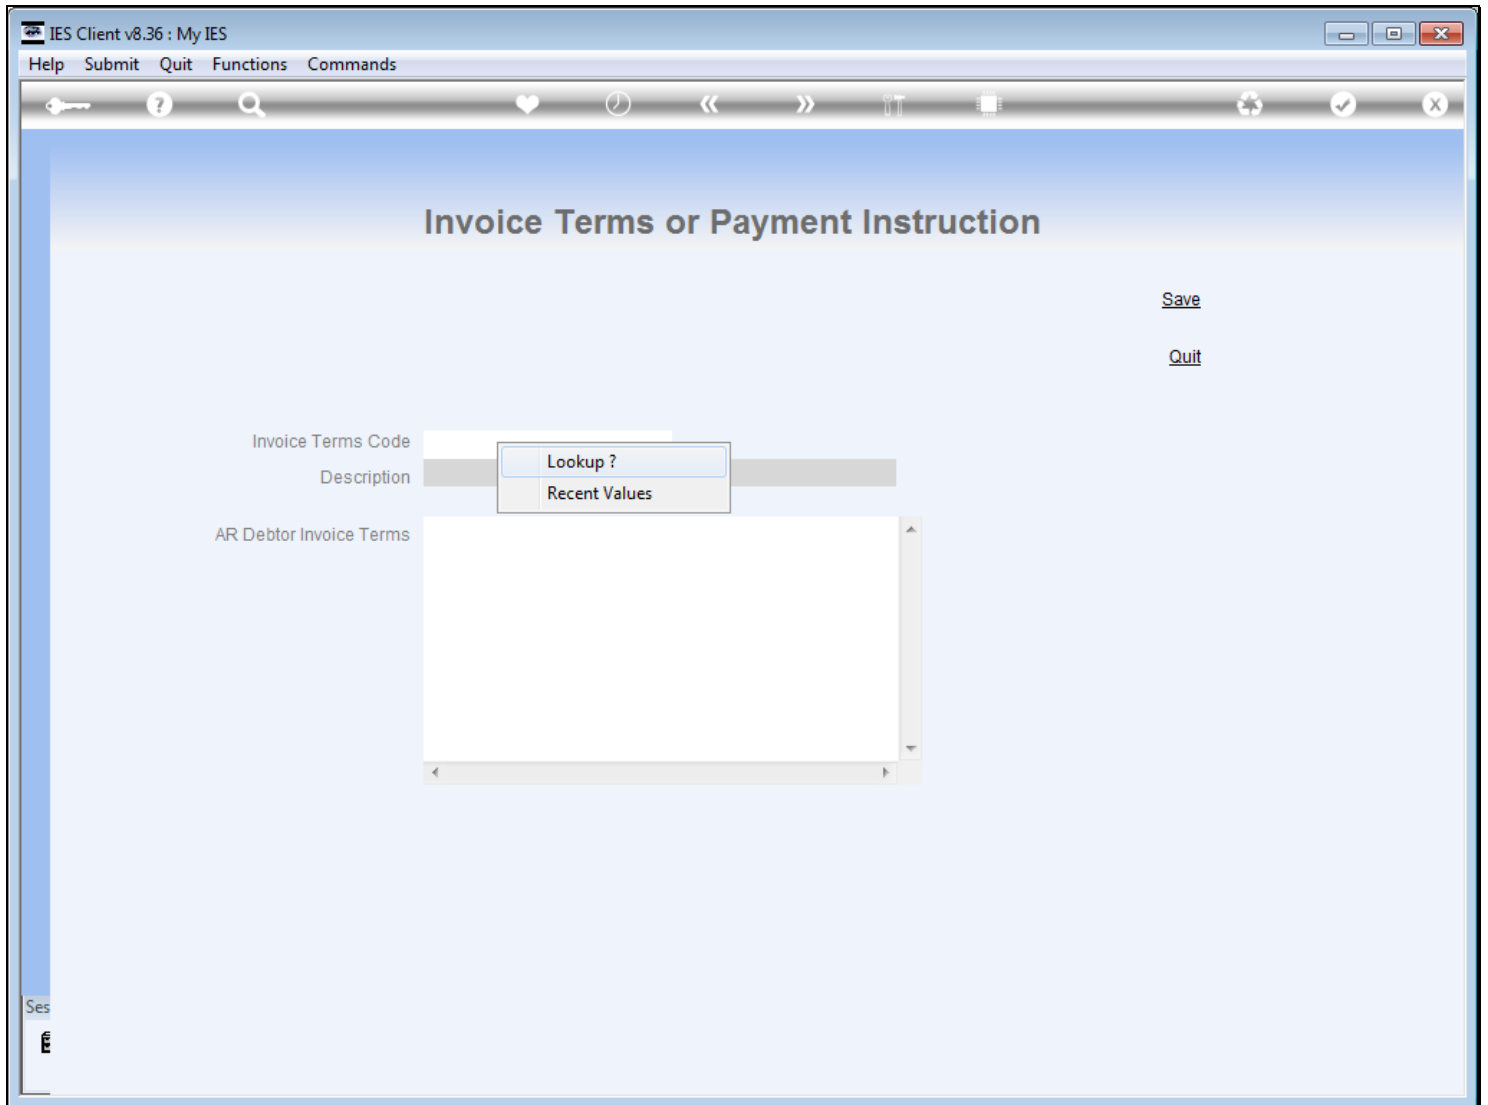 IES Client v8.36 : My IES
Help Submit Quit Functions Commands
Invoice Terms or Payment Instruction
Save
Quit
Invoice Terms Code
Lookup ?
Description
Recent Values
AR Debtor Invoice Terms
Ses